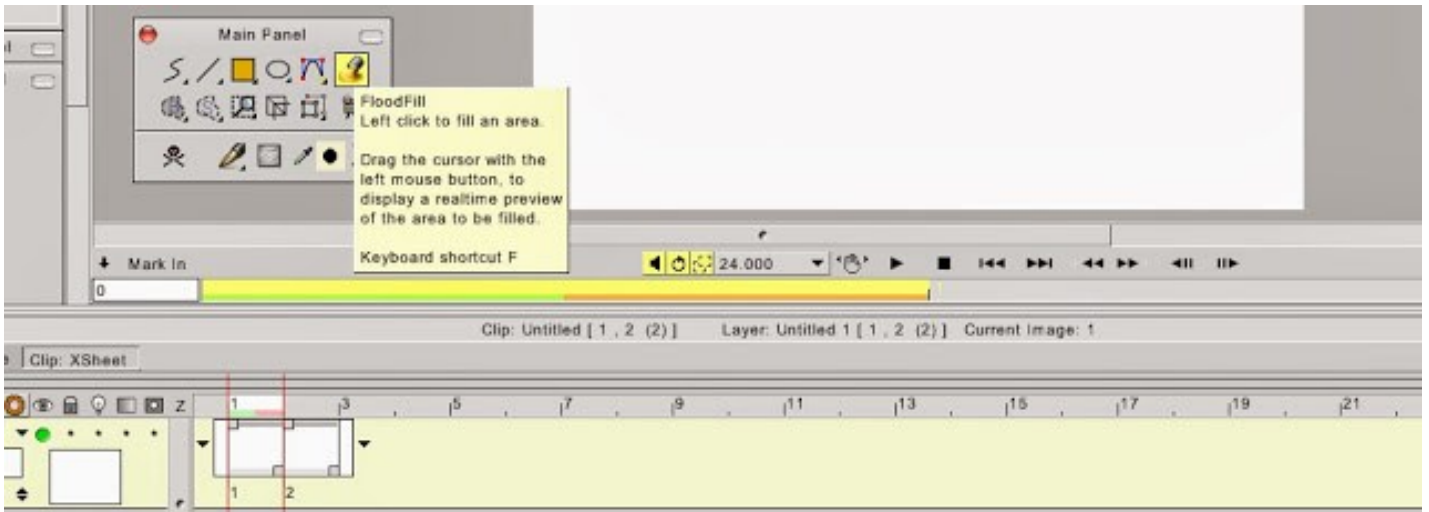 Main Panel
FloodFill
Left click to fill an area.
Drag the cursor with the
left mouse button, to
display a realtime preview
of the area to be filled.
Keyboard shortcut F
Mark In
24.000
0
Clip: Untitled [ 1 , 2 (2) ] Layer: Untitled 1 [ 1 , 2 (2) ] Current Image: 1
Clip: XSheet
Z 1 3 5 7 9 11 13 15 17 19 21
1 2